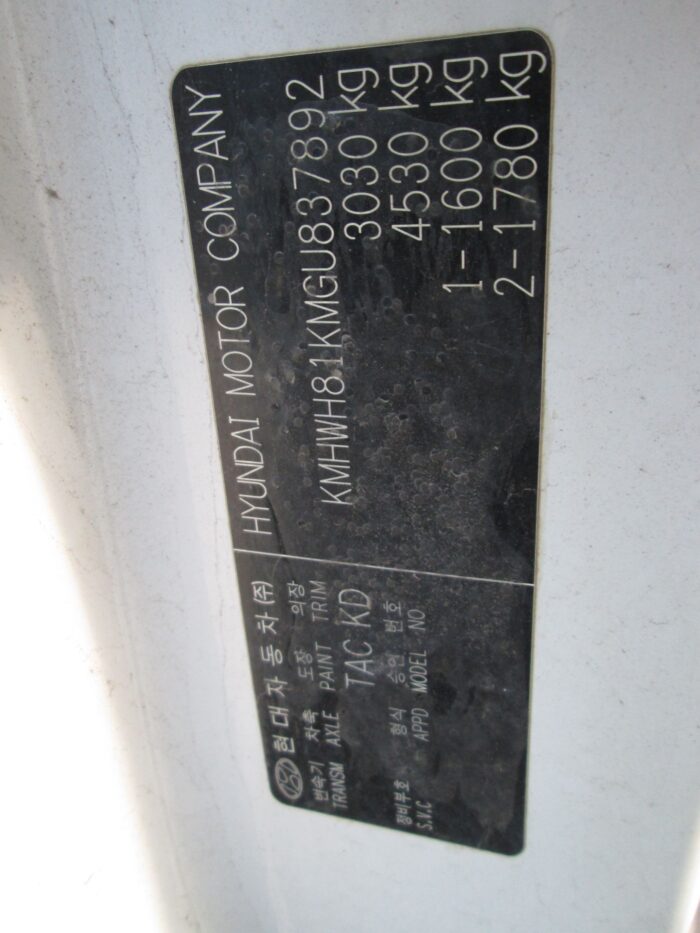 현대자동차(주) HYUNDAI MOTOR COMPANY
변속기 차축 도장 의장
TRANSM AXLE PAINT TRIM
TAC KD
형식 승인 번호
APPD MODEL NO
장비부호
S.V.C
KMHWH81KMGU837892
3030 kg
4530 kg
1-1600 kg
2-1780 kg